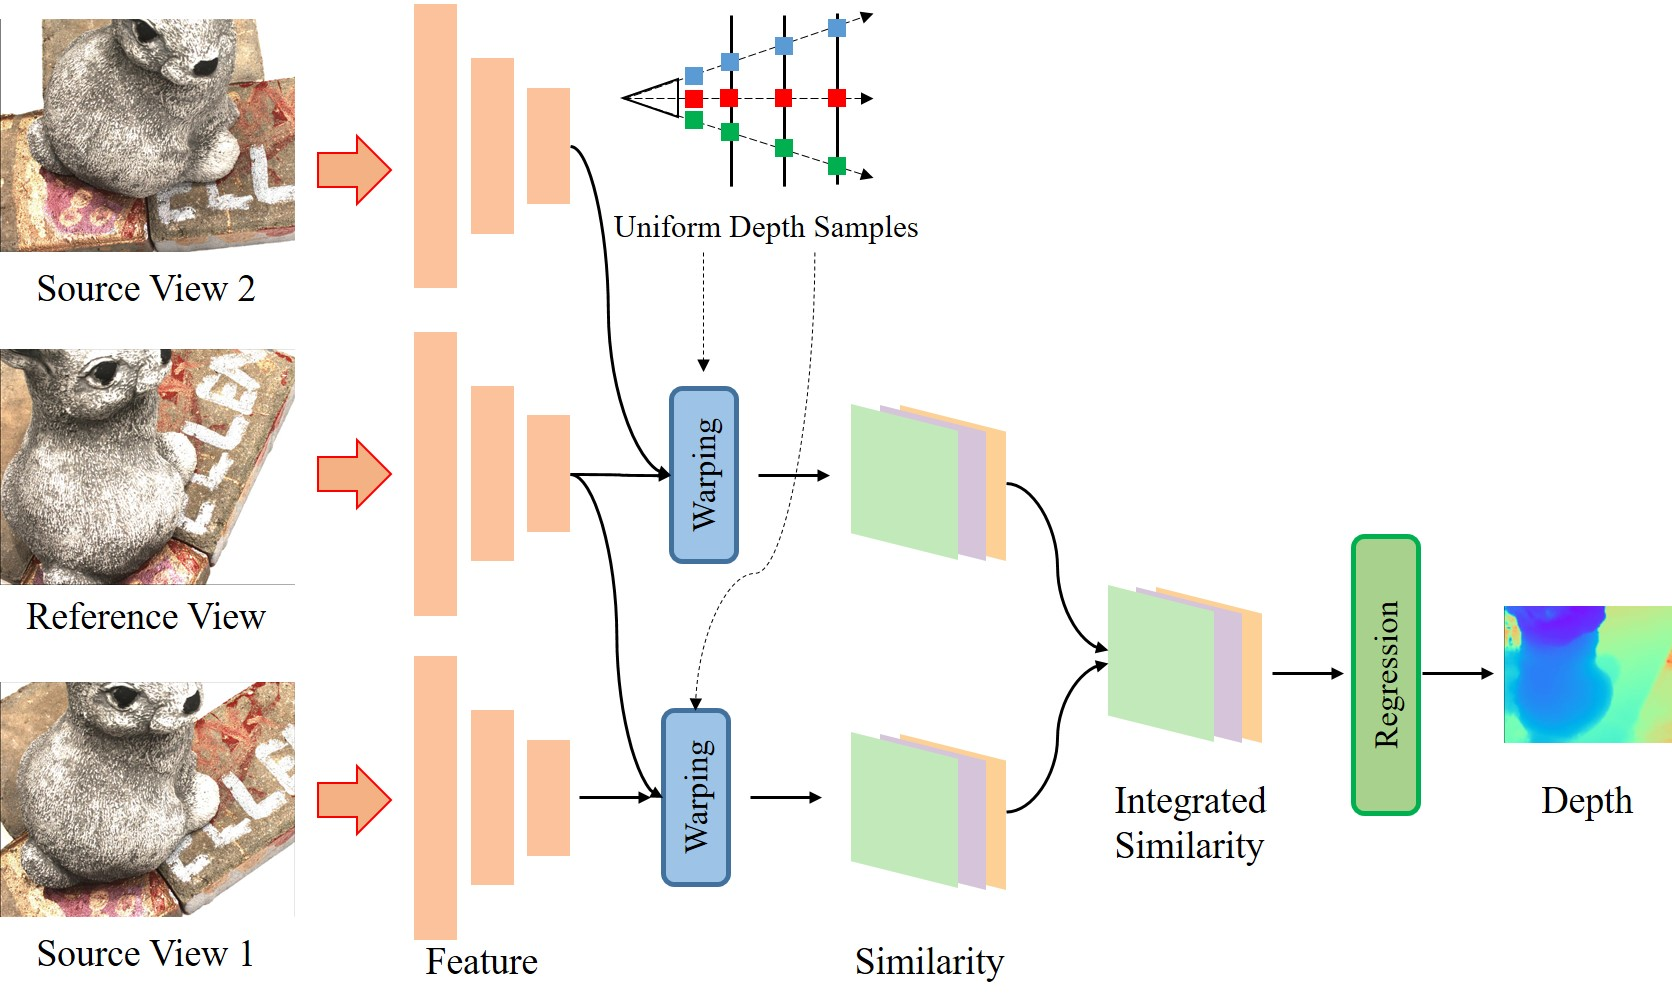 Uniform Depth Samples
Source View 2
Warping
Reference View
Regression
Warping
Integrated
Similarity
Depth
Source View 1
Feature
Similarity